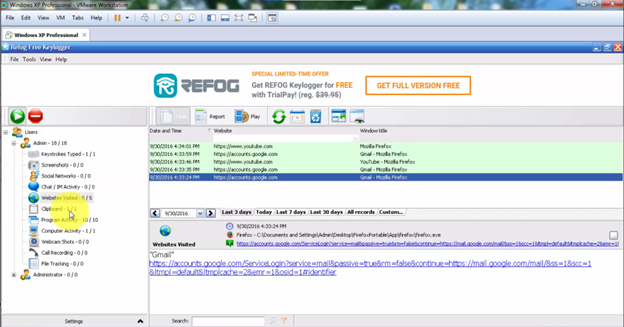 Windows XP Professional - VMware Workstation
File Edit View VM Tabs Help
Windows XP Professional
Refog Free Keylogger
File Tools View Help
REFOG
SPECIAL LIMITED-TIME OFFER
Get REFOG Keylogger for FREE
with TrialPay! (reg. $39.95)
GET FULL VERSION FREE
Report Play
Users
Admin - 18 / 18
Keystrokes Typed - 1 / 1
Screenshots - 0 / 0
Social Networks - 0 / 0
Chat / IM Activity - 0 / 0
Websites Visited - 5 / 5
Clipboard - 1 / 1
Program Activity - 10 / 10
Computer Activity - 1 / 1
Webcam Shots - 0 / 0
Call Recording - 0 / 0
File Tracking - 0 / 0
Administrator - 0 / 0
Settings
Date and Time Website Window title
9/30/2016 4:34:01 PM https://www.youtube.com Mozilla Firefox
9/30/2016 4:33:59 PM https://accounts.google.com Gmail - Mozilla Firefox
9/30/2016 4:33:46 PM https://www.youtube.com Mozilla Firefox
9/30/2016 4:33:35 PM https://accounts.google.com Gmail - Mozilla Firefox
9/30/2016 4:33:24 PM https://accounts.google.com Gmail - Mozilla Firefox
9/30/2016 Last 3 days Today Last 7 days Last 30 days All records Custom...
9/30/2016 4:33:24 PM
Websites Visited
Firefox - C:\Documents and Settings\Admin\Desktop\FirefoxPortable\App\firefox\firefox.exe
https://accounts.google.com/ServiceLogin?service=mail&passive=true&rm=false&continue=https://mail.google.com/mail/&ss=1&scc=1&ltmpl=default&ltmplcache=2&emr=1
"Gmail"
https://accounts.google.com/ServiceLogin?service=mail&passive=true&rm=false&continue=https://mail.google.com/mail/&ss=1&scc=1
&ltmpl=default&ltmplcache=2&emr=1&osid=1#identifier
Search: